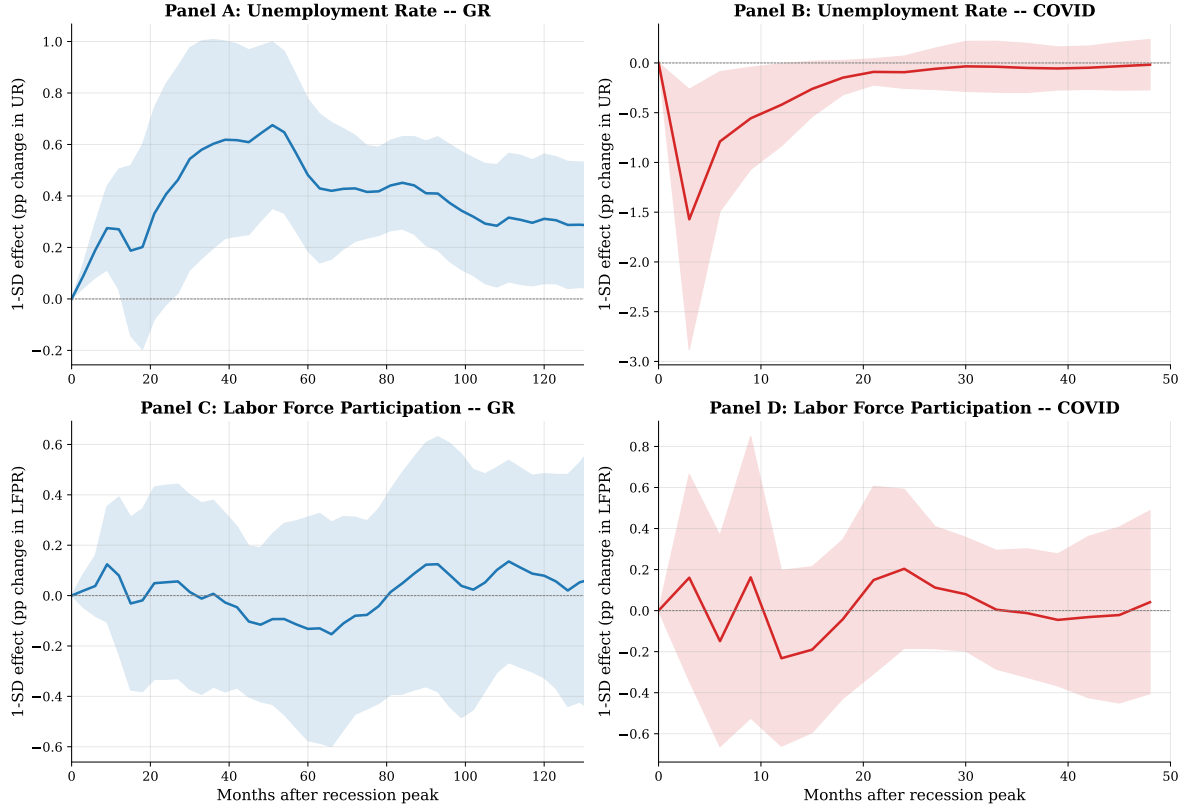 Panel A: Unemployment Rate -- GR
1-SD effect (pp change in UR)
1.0
0.8
0.6
0.4
0.2
0.0
−0.2
0 20 40 60 80 100 120
Panel B: Unemployment Rate -- COVID
1-SD effect (pp change in UR)
0.0
−0.5
−1.0
−1.5
−2.0
−2.5
−3.0
0 10 20 30 40 50
Panel C: Labor Force Participation -- GR
1-SD effect (pp change in LFPR)
0.6
0.4
0.2
0.0
−0.2
−0.4
−0.6
0 20 40 60 80 100 120
Months after recession peak
Panel D: Labor Force Participation -- COVID
1-SD effect (pp change in LFPR)
0.8
0.6
0.4
0.2
0.0
−0.2
−0.4
−0.6
0 10 20 30 40 50
Months after recession peak